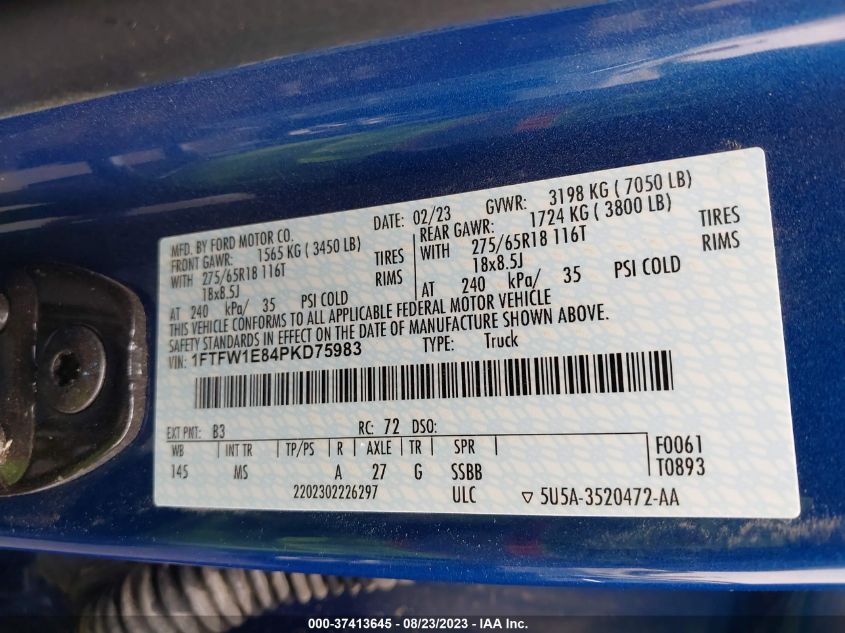 MFD. BY FORD MOTOR CO.
DATE: 02/23 GVWR: 3198 KG ( 7050 LB)
FRONT GAWR: 1565 KG ( 3450 LB)
REAR GAWR: 1724 KG ( 3800 LB)
WITH 275/65R18 116T TIRES
WITH 275/65R18 116T TIRES
18x8.5J RIMS
18x8.5J RIMS
AT 240 kPa/ 35 PSI COLD
AT 240 kPa/ 35 PSI COLD
THIS VEHICLE CONFORMS TO ALL APPLICABLE FEDERAL MOTOR VEHICLE
SAFETY STANDARDS IN EFFECT ON THE DATE OF MANUFACTURE SHOWN ABOVE.
VIN: 1FTFW1E84PKD75983 TYPE: Truck
EXT PNT: B3 RC: 72 DSO:
WB INT TR TP/PS R AXLE TR SPR F0061
145 MS A 27 G SSBB T0893
2202302226297 ULC ▽ 5U5A-3520472-AA
000-37413645 - 08/23/2023 - IAA Inc.